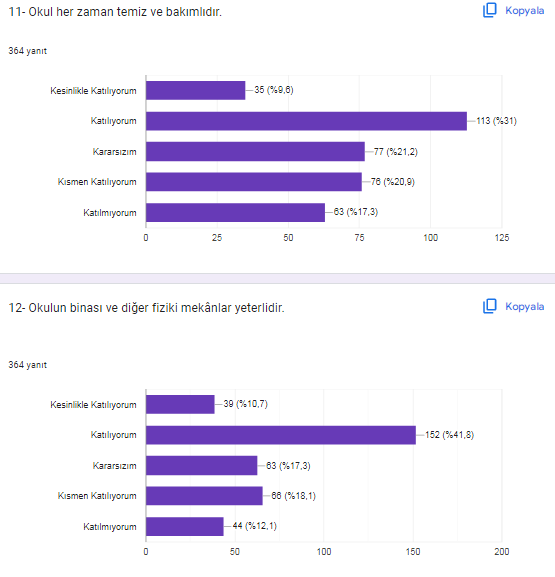 11- Okul her zaman temiz ve bakımlıdır.
Kopyala
364 yanıt
Kesinlikle Katılıyorum 35 (%9,6)
Katılıyorum 113 (%31)
Kararsızım 77 (%21,2)
Kısmen Katılıyorum 76 (%20,9)
Katılmıyorum 63 (%17,3)
0 25 50 75 100 125
12- Okulun binası ve diğer fiziki mekânlar yeterlidir.
Kopyala
364 yanıt
Kesinlikle Katılıyorum 39 (%10,7)
Katılıyorum 152 (%41,8)
Kararsızım 63 (%17,3)
Kısmen Katılıyorum 66 (%18,1)
Katılmıyorum 44 (%12,1)
0 50 100 150 200